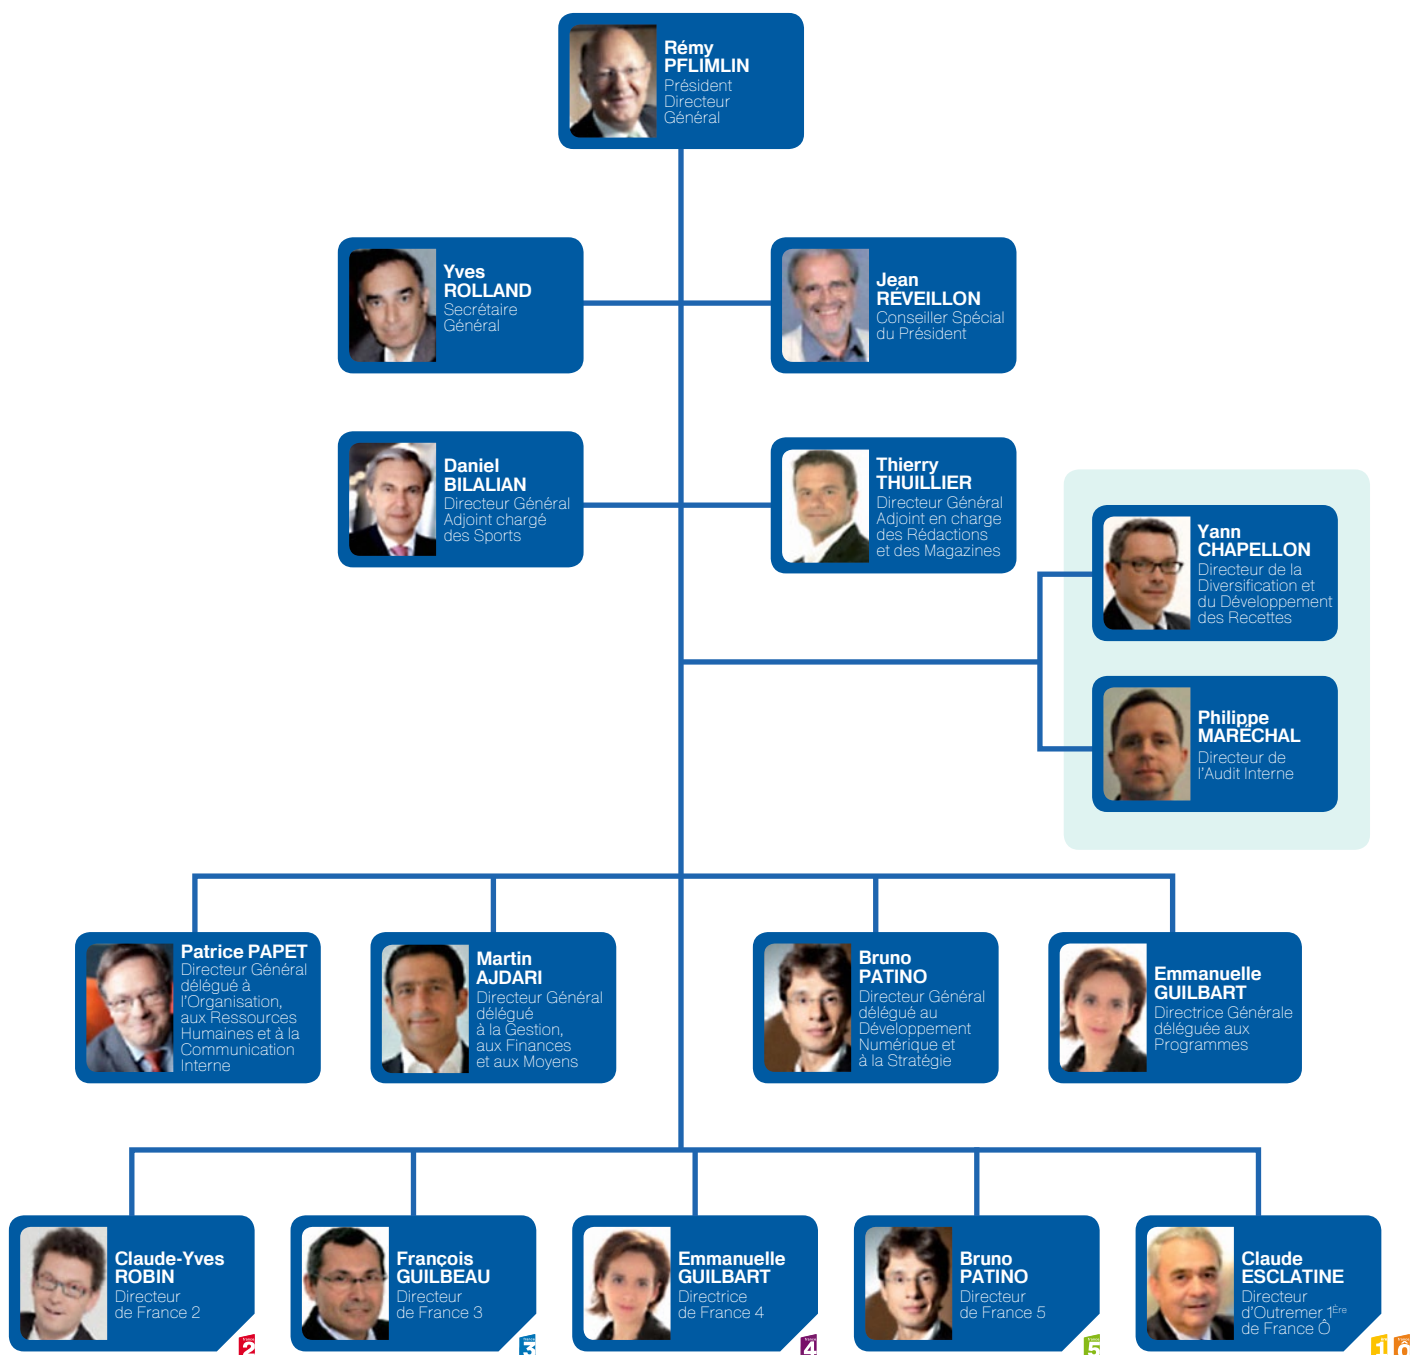 Rémy
PFLIMLIN
Président
Directeur
Général
Yves
ROLLAND
Secrétaire
Général
Jean
RÉVEILLON
Conseiller Spécial
du Président
Daniel
BILALIAN
Directeur Général
Adjoint chargé
des Sports
Thierry
THUILLIER
Directeur Général
Adjoint en charge
des Rédactions
et des Magazines
Yann
CHAPELLON
Directeur de la
Diversification et
du Développement
des Recettes
Philippe
MARÉCHAL
Directeur de
l'Audit Interne
Patrice PAPET
Directeur Général
délégué à
l'Organisation,
aux Ressources
Humaines et à la
Communication
Interne
Martin
AJDARI
Directeur Général
délégué
à la Gestion,
aux Finances
et aux Moyens
Bruno
PATINO
Directeur Général
délégué au
Développement
Numérique et
à la Stratégie
Emmanuelle
GUILBART
Directrice Générale
déléguée aux
Programmes
Claude-Yves
ROBIN
Directeur
de France 2
2
François
GUILBEAU
Directeur
de France 3
3
Emmanuelle
GUILBART
Directrice
de France 4
4
Bruno
PATINO
Directeur
de France 5
5
Claude
ESCLATINE
Directeur
d'Outremer 1Ère
de France Ô
1 Ô